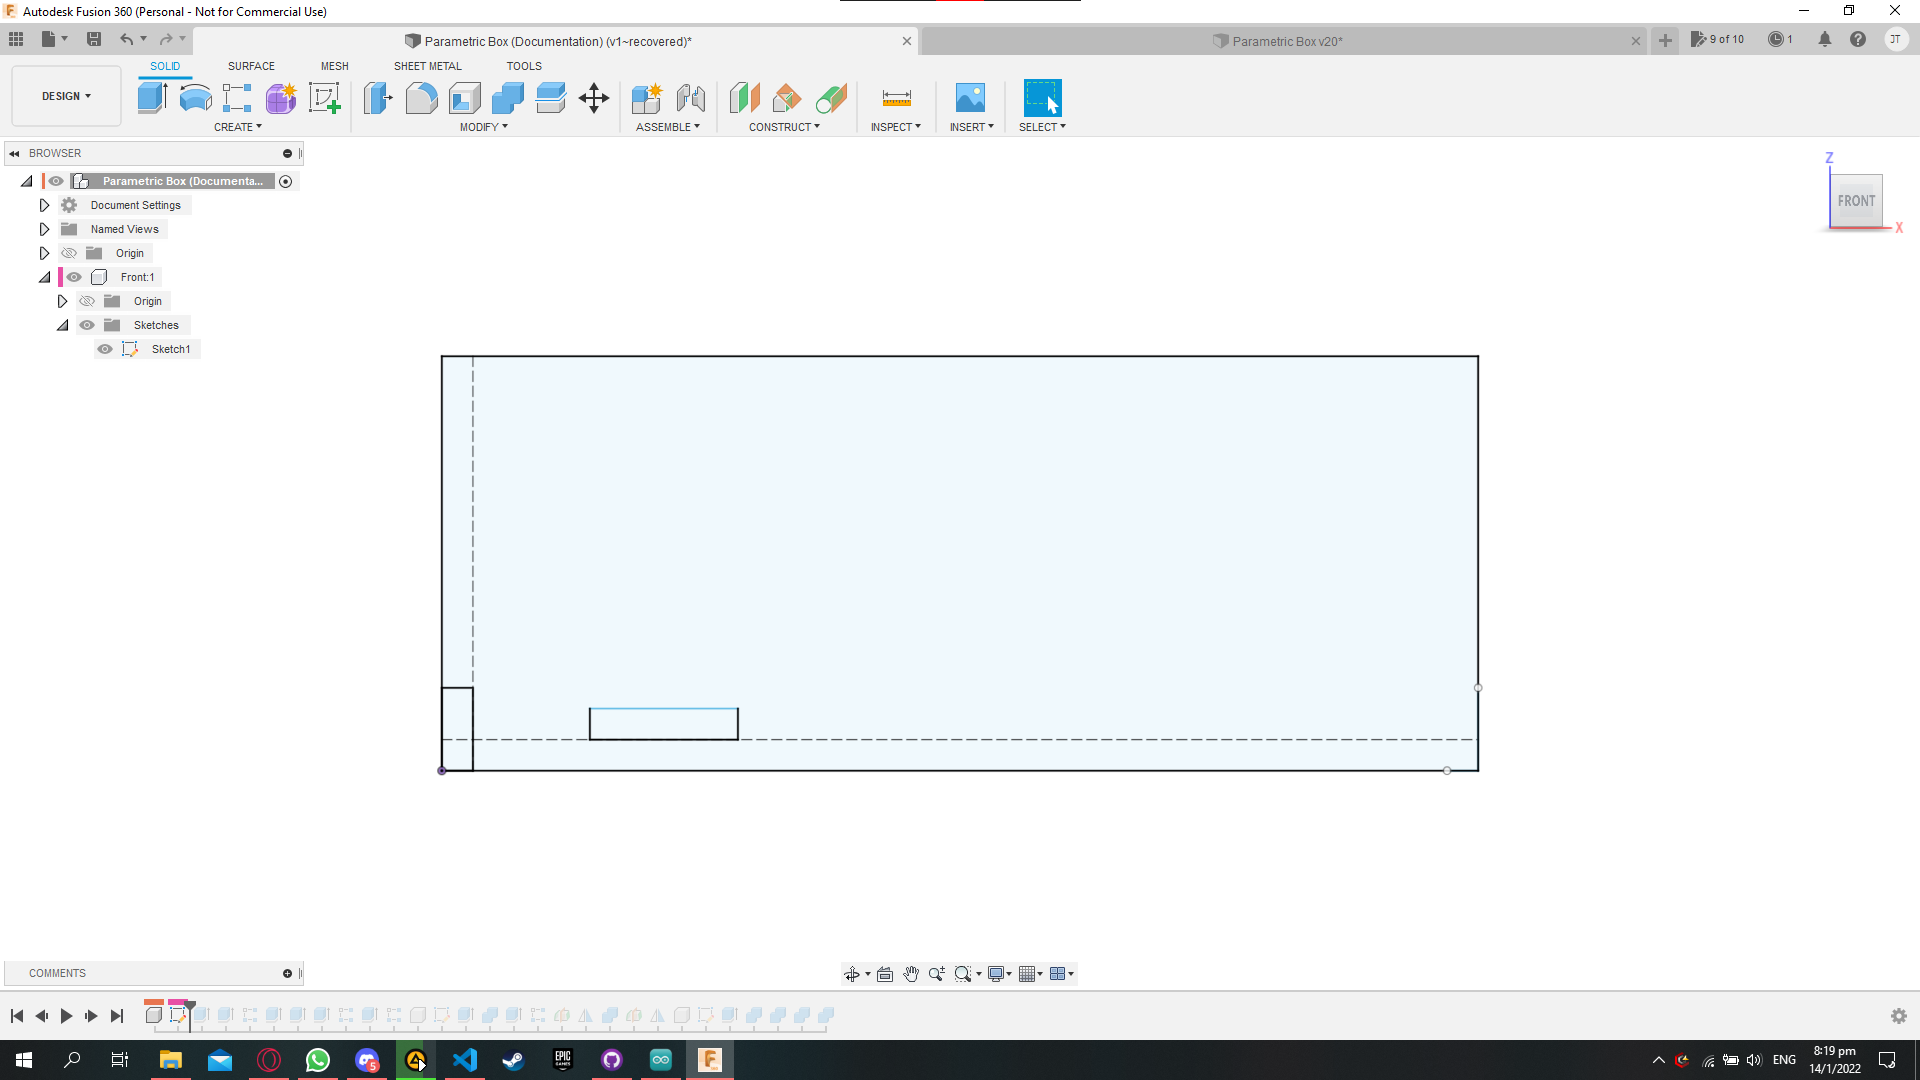 Autodesk Fusion 360 (Personal - Not for Commercial Use)
Parametric Box (Documentation) (v1~recovered)*
Parametric Box v20*
9 of 10
1
JT
DESIGN
SOLID
SURFACE
MESH
SHEET METAL
TOOLS
CREATE
MODIFY
ASSEMBLE
CONSTRUCT
INSPECT
INSERT
SELECT
BROWSER
Parametric Box (Documenta...
Document Settings
Named Views
Origin
Front:1
Origin
Sketches
Sketch1
Z
FRONT
X
COMMENTS
5
EPIC
GAMES
ENG
8:19 pm
14/1/2022